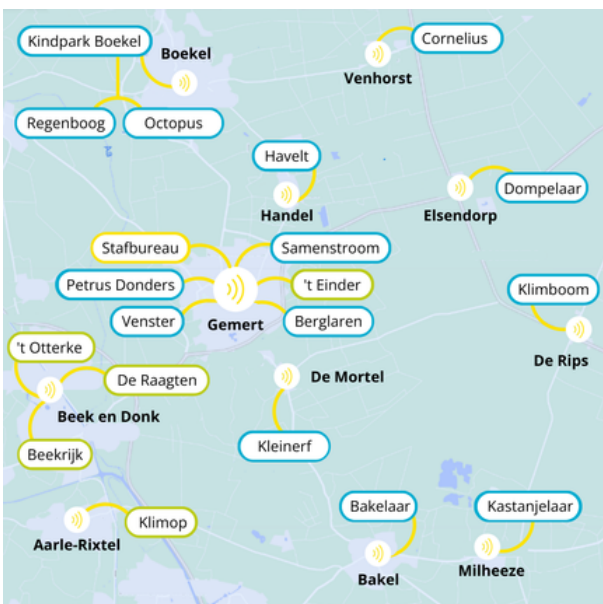 Kindpark Boekel
Boekel
Cornelius
Venhorst
Regenboog
Octopus
Havelt
Handel
Dompelaar
Elsendorp
Stafbureau
Samenstroom
Petrus Donders
't Einder
Venster
Gemert
Berglaren
Klimboom
De Rips
't Otterke
De Raagten
Beek en Donk
De Mortel
Beekrijk
Kleinerf
Klimop
Aarle-Rixtel
Bakelaar
Kastanjelaar
Bakel
Milheeze